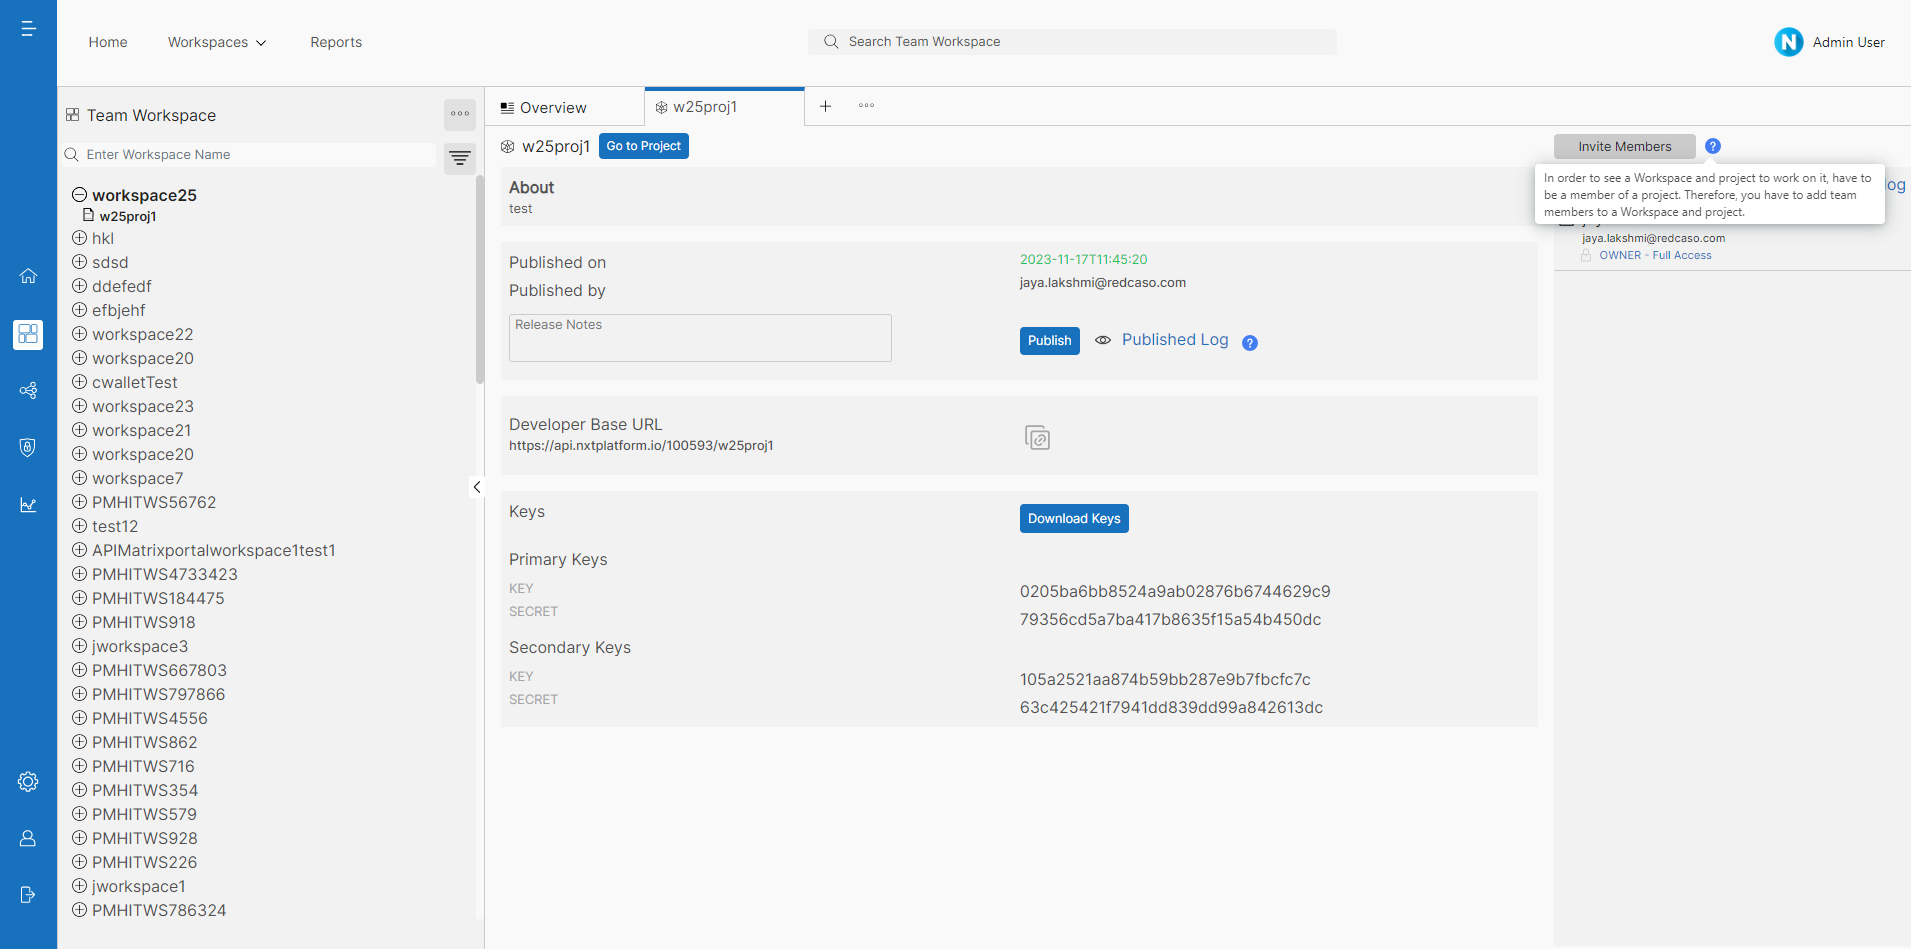 Home
Workspaces
Reports
Search Team Workspace
N
Admin User
Team Workspace
Enter Workspace Name
workspace25
w25proj1
hkl
sdsd
ddefedf
efbjehf
workspace22
workspace20
cwalletTest
workspace23
workspace21
workspace20
workspace7
PMHITWS56762
test12
APIMatrixportalworkspace1test1
PMHITWS4733423
PMHITWS184475
PMHITWS918
jworkspace3
PMHITWS667803
PMHITWS797866
PMHITWS4556
PMHITWS862
PMHITWS716
PMHITWS354
PMHITWS579
PMHITWS928
PMHITWS226
jworkspace1
PMHITWS786324
Overview
w25proj1
w25proj1
Go to Project
About
test
Published on
2023-11-17T11:45:20
Published by
jaya.lakshmi@redcaso.com
Release Notes
Publish
Published Log
?
Developer Base URL
https://api.nxtplatform.io/100593/w25proj1
Keys
Download Keys
Primary Keys
KEY
0205ba6bb8524a9ab02876b6744629c9
SECRET
79356cd5a7ba417b8635f15a54b450dc
Secondary Keys
KEY
105a2521aa874b59bb287e9b7fbcfc7c
SECRET
63c425421f7941dd839dd99a842613dc
Invite Members
?
In order to see a Workspace and project to work on it, have to
be a member of a project. Therefore, you have to add team
members to a Workspace and project.
og
jaya.lakshmi@redcaso.com
OWNER - Full Access